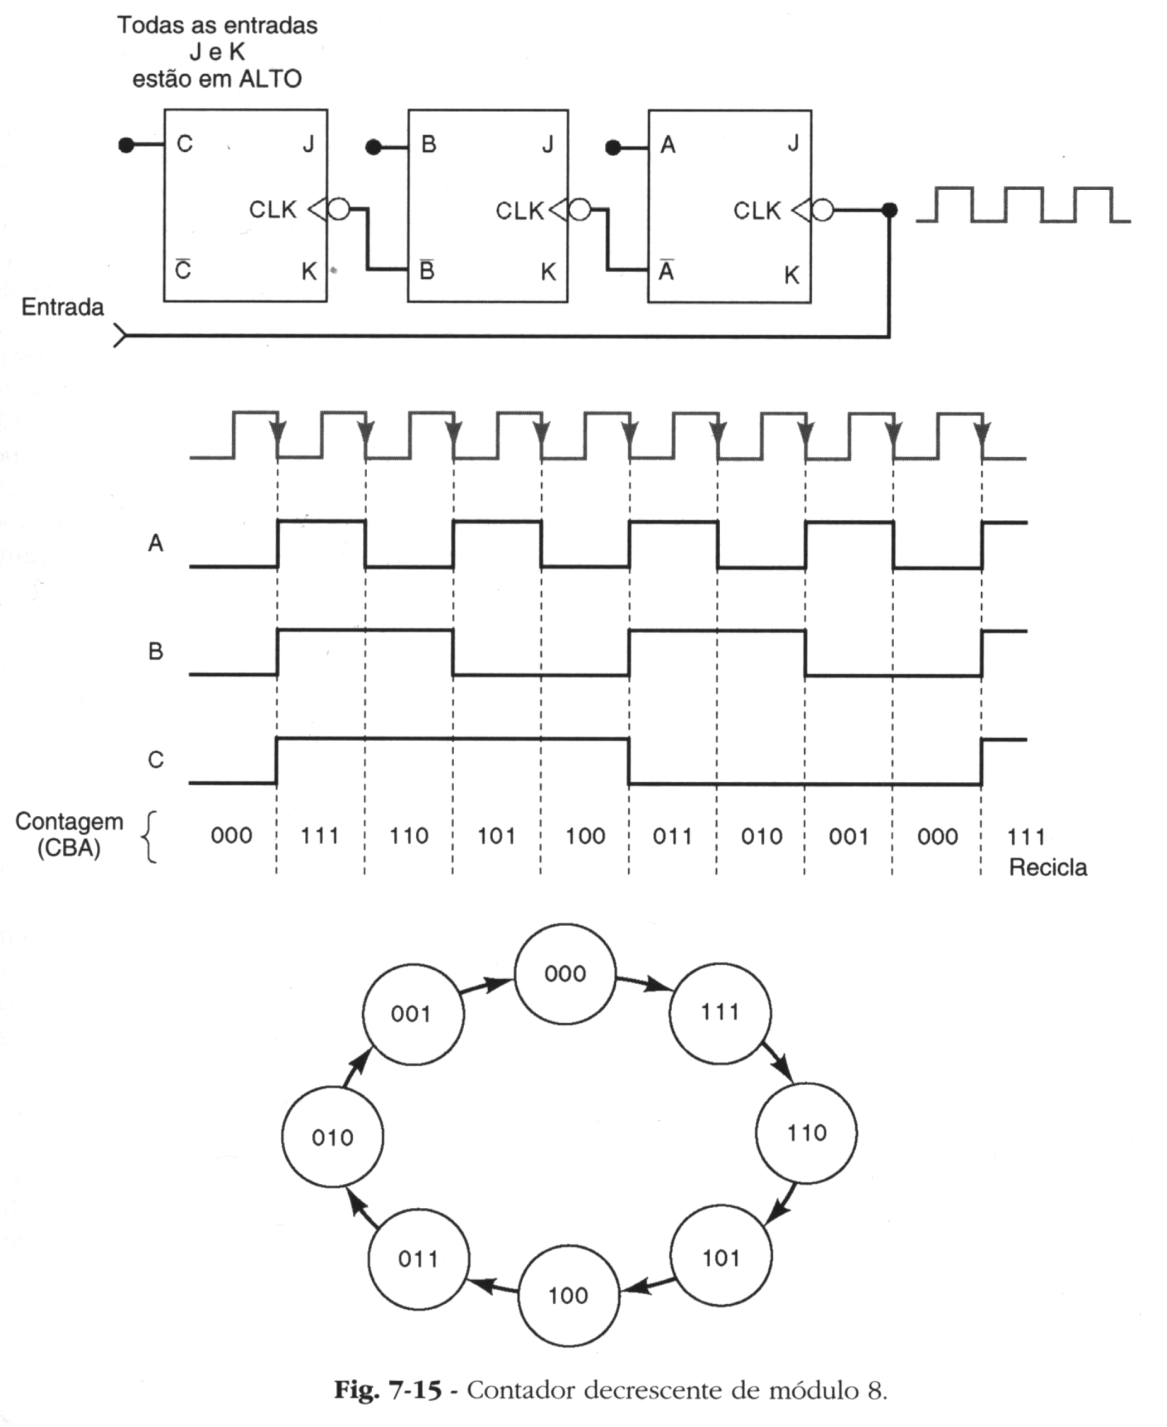 Todas as entradas
J e K
estão em ALTO
C J B J A J
CLK CLK CLK
C̅ K B̅ K A̅ K
Entrada
A
B
C
Contagem
(CBA)
000 111 110 101 100 011 010 001 000 111
Recicla
000
001 111
010 110
011 101
100
Fig. 7-15 - Contador decrescente de módulo 8.